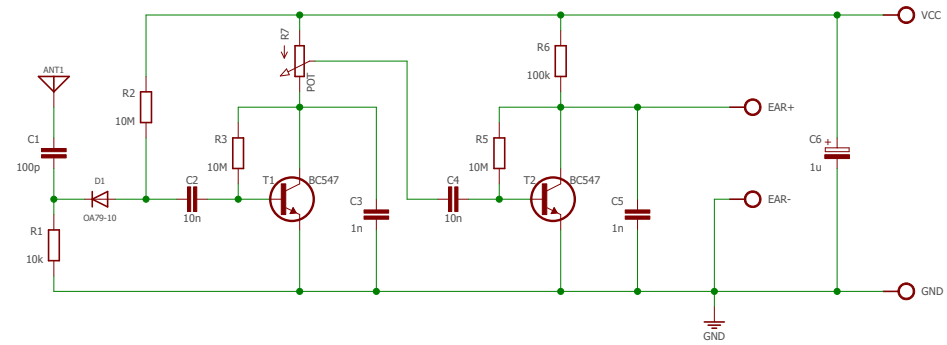 VCC
R7
POT
R6
100k
ANT1
R2
10M
EAR+
C1
100p
R3
10M
R5
10M
C6
+
1u
D1
OA79-10
C2
10n
T1
BC547
C3
1n
C4
10n
T2
BC547
C5
1n
EAR-
R1
10k
GND
GND